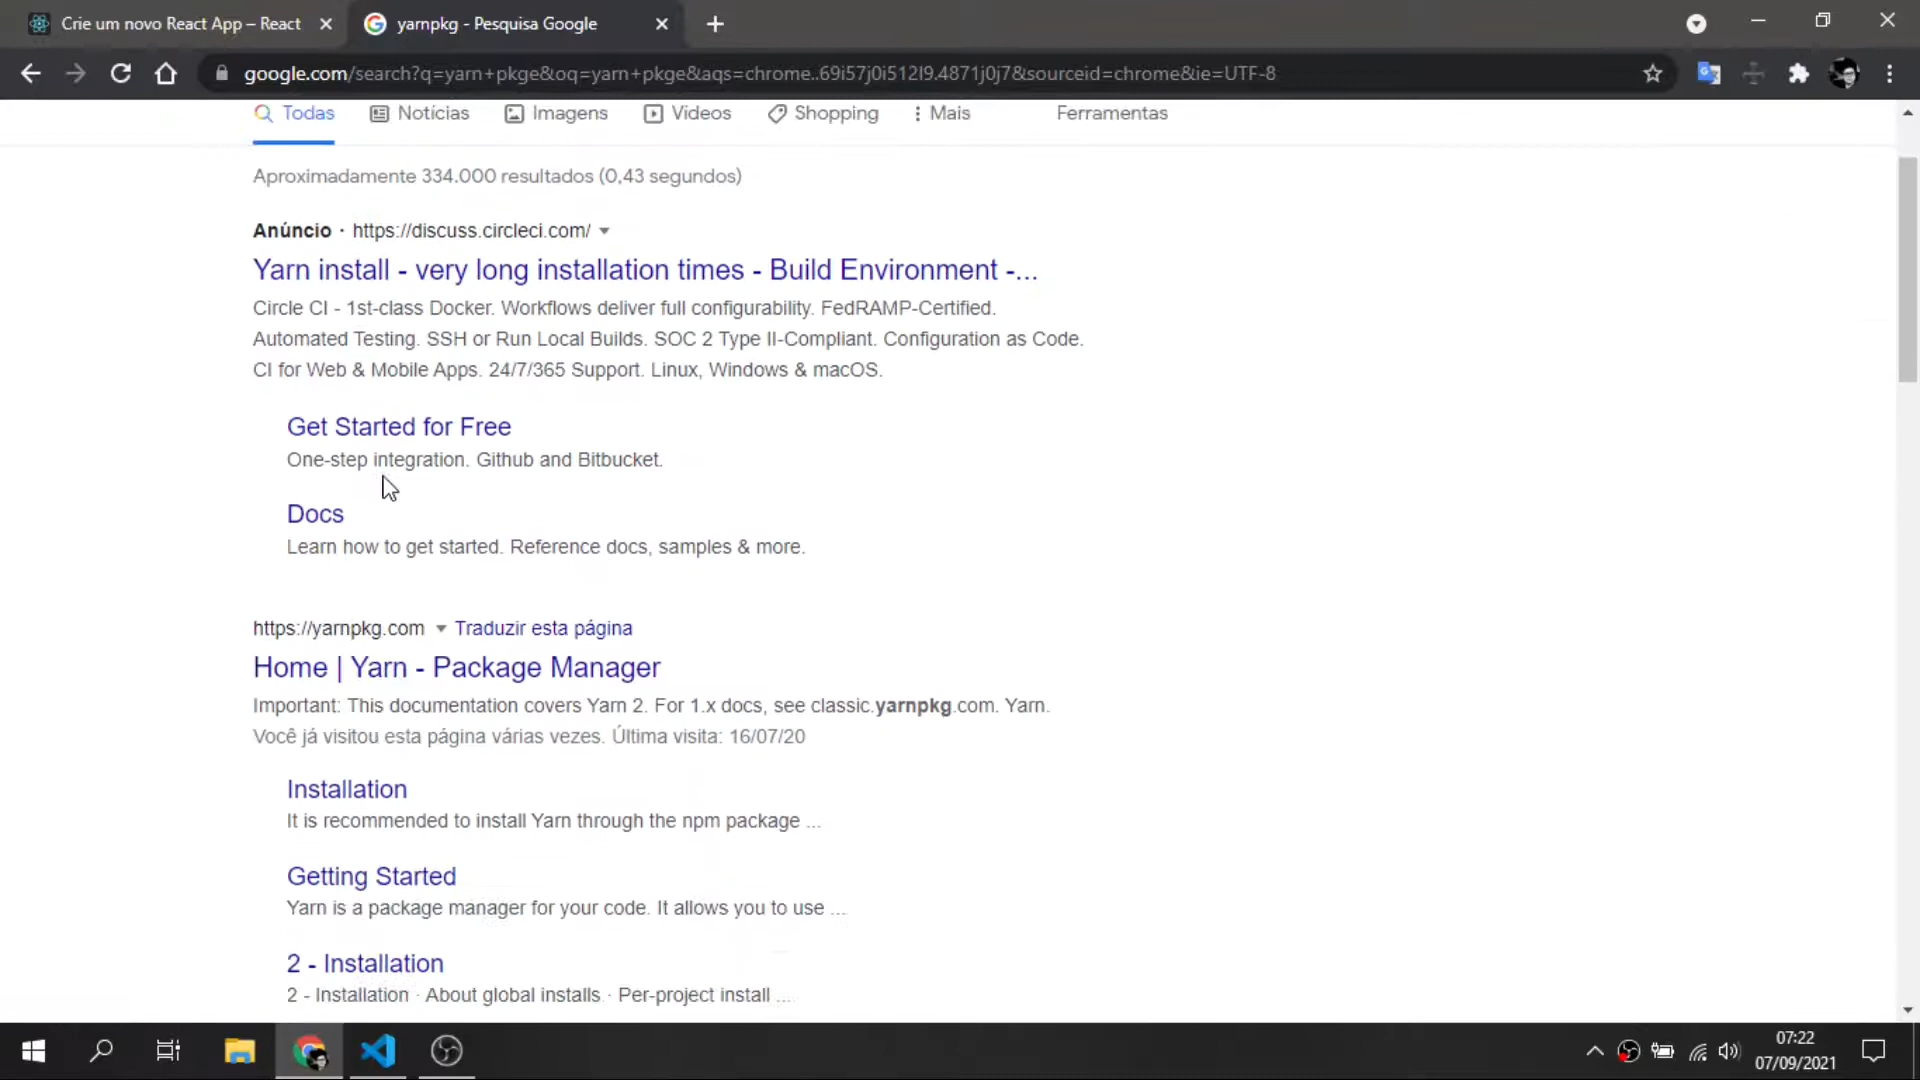 Crie um novo React App – React
yarnpkg - Pesquisa Google
google.com/search?q=yarn+pkge&oq=yarn+pkge&aqs=chrome..69i57j0i512l9.4871j0j7&sourceid=chrome&ie=UTF-8
Todas Notícias Imagens Vídeos Shopping Mais Ferramentas
Aproximadamente 334.000 resultados (0,43 segundos)
Anúncio · https://discuss.circleci.com/
Yarn install - very long installation times - Build Environment -...
Circle CI - 1st-class Docker. Workflows deliver full configurability. FedRAMP-Certified.
Automated Testing. SSH or Run Local Builds. SOC 2 Type II-Compliant. Configuration as Code.
CI for Web & Mobile Apps. 24/7/365 Support. Linux, Windows & macOS.
Get Started for Free
One-step integration. Github and Bitbucket.
Docs
Learn how to get started. Reference docs, samples & more.
https://yarnpkg.com Traduzir esta página
Home | Yarn - Package Manager
Important: This documentation covers Yarn 2. For 1.x docs, see classic.yarnpkg.com. Yarn.
Você já visitou esta página várias vezes. Última visita: 16/07/20
Installation
It is recommended to install Yarn through the npm package ...
Getting Started
Yarn is a package manager for your code. It allows you to use ...
2 - Installation
2 - Installation · About global installs · Per-project install ...
07:22
07/09/2021